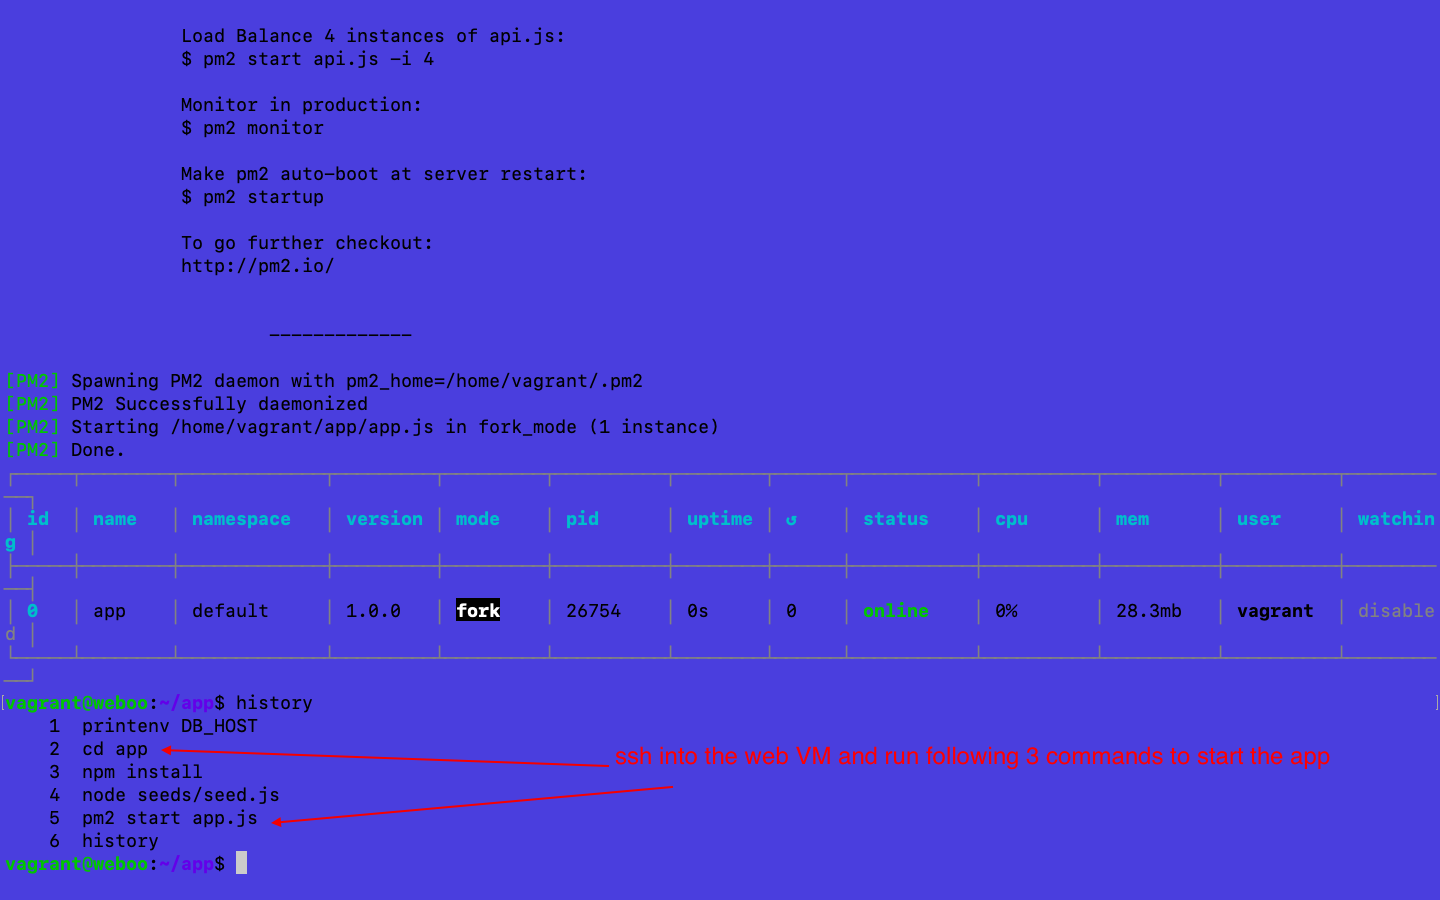 Load Balance 4 instances of api.js:
$ pm2 start api.js -i 4
Monitor in production:
$ pm2 monitor
Make pm2 auto-boot at server restart:
$ pm2 startup
To go further checkout:
http://pm2.io/
-------------
[PM2] Spawning PM2 daemon with pm2_home=/home/vagrant/.pm2
[PM2] PM2 Successfully daemonized
[PM2] Starting /home/vagrant/app/app.js in fork_mode (1 instance)
[PM2] Done.
│ id │ name │ namespace │ version │ mode │ pid │ uptime │ ↺ │ status │ cpu │ mem │ user │ watchin
g │
│ 0 │ app │ default │ 1.0.0 │ fork │ 26754 │ 0s │ 0 │ online │ 0% │ 28.3mb │ vagrant │ disable
d │
[vagrant@weboo:~/app$ history ]
1 printenv DB_HOST
2 cd app
ssh into the web VM and run following 3 commands to start the app
3 npm install
4 node seeds/seed.js
5 pm2 start app.js
6 history
vagrant@weboo:~/app$